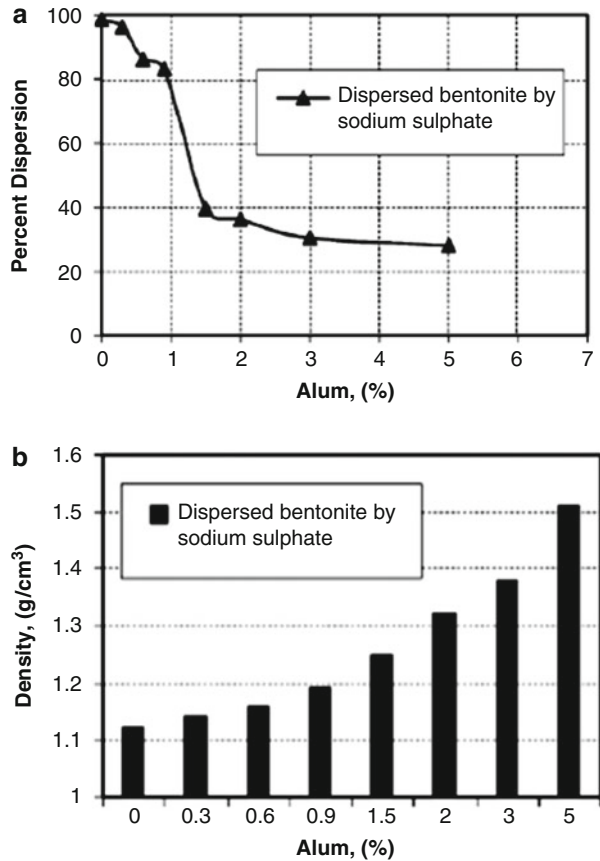 a
100
80
60
40
20
0
Percent Dispersion
Dispersed bentonite by
sodium sulphate
0 1 2 3 4 5 6 7
Alum, (%)
b
1.6
1.5
1.4
1.3
1.2
1.1
1
Density, (g/cm³)
Dispersed bentonite by
sodium sulphate
0 0.3 0.6 0.9 1.5 2 3 5
Alum, (%)